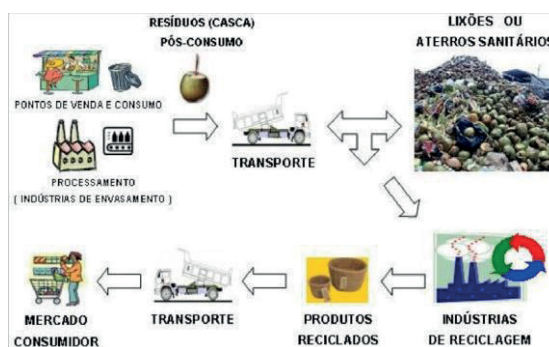 RESÍDUOS (CASCA)
PÓS-CONSUMO
LIXÕES OU
ATERROS SANITÁRIOS
PONTOS DE VENDA E CONSUMO
TRANSPORTE
PROCESSAMENTO
( INDÚSTRIAS DE ENVASAMENTO )
MERCADO
CONSUMIDOR
TRANSPORTE
PRODUTOS
RECICLADOS
INDÚSTRIAS
DE RECICLAGEM